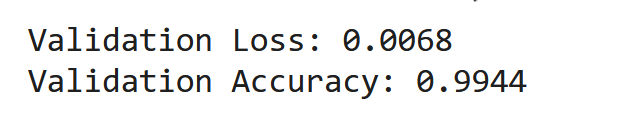 Validation Loss: 0.0068
Validation Accuracy: 0.9944